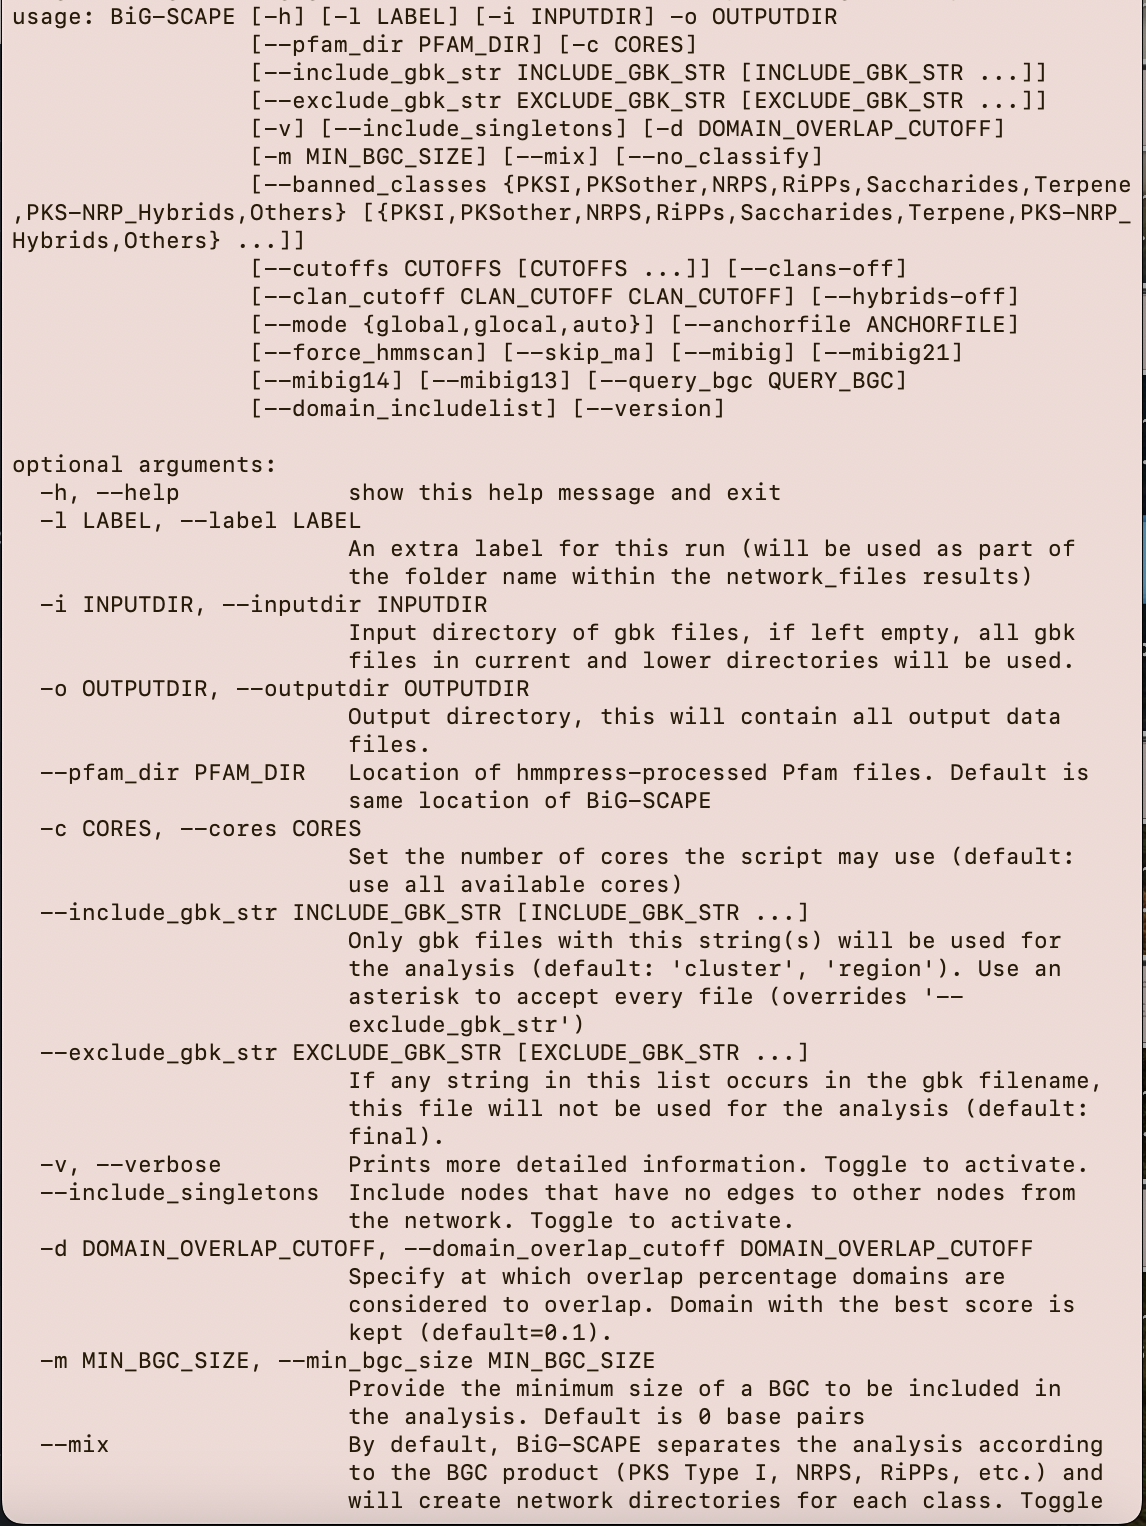 usage: BiG-SCAPE [-h] [-l LABEL] [-i INPUTDIR] -o OUTPUTDIR
                 [--pfam_dir PFAM_DIR] [-c CORES]
                 [--include_gbk_str INCLUDE_GBK_STR [INCLUDE_GBK_STR ...]]
                 [--exclude_gbk_str EXCLUDE_GBK_STR [EXCLUDE_GBK_STR ...]]
                 [-v] [--include_singletons] [-d DOMAIN_OVERLAP_CUTOFF]
                 [-m MIN_BGC_SIZE] [--mix] [--no_classify]
                 [--banned_classes {PKSI,PKSother,NRPS,RiPPs,Saccharides,Terpene
,PKS-NRP_Hybrids,Others} [{PKSI,PKSother,NRPS,RiPPs,Saccharides,Terpene,PKS-NRP_
Hybrids,Others} ...]]
                 [--cutoffs CUTOFFS [CUTOFFS ...]] [--clans-off]
                 [--clan_cutoff CLAN_CUTOFF CLAN_CUTOFF] [--hybrids-off]
                 [--mode {global,glocal,auto}] [--anchorfile ANCHORFILE]
                 [--force_hmmscan] [--skip_ma] [--mibig] [--mibig21]
                 [--mibig14] [--mibig13] [--query_bgc QUERY_BGC]
                 [--domain_includelist] [--version]

optional arguments:
  -h, --help            show this help message and exit
  -l LABEL, --label LABEL
                        An extra label for this run (will be used as part of
                        the folder name within the network_files results)
  -i INPUTDIR, --inputdir INPUTDIR
                        Input directory of gbk files, if left empty, all gbk
                        files in current and lower directories will be used.
  -o OUTPUTDIR, --outputdir OUTPUTDIR
                        Output directory, this will contain all output data
                        files.
  --pfam_dir PFAM_DIR   Location of hmmpress-processed Pfam files. Default is
                        same location of BiG-SCAPE
  -c CORES, --cores CORES
                        Set the number of cores the script may use (default:
                        use all available cores)
  --include_gbk_str INCLUDE_GBK_STR [INCLUDE_GBK_STR ...]
                        Only gbk files with this string(s) will be used for
                        the analysis (default: 'cluster', 'region'). Use an
                        asterisk to accept every file (overrides '--
                        exclude_gbk_str')
  --exclude_gbk_str EXCLUDE_GBK_STR [EXCLUDE_GBK_STR ...]
                        If any string in this list occurs in the gbk filename,
                        this file will not be used for the analysis (default:
                        final).
  -v, --verbose         Prints more detailed information. Toggle to activate.
  --include_singletons  Include nodes that have no edges to other nodes from
                        the network. Toggle to activate.
  -d DOMAIN_OVERLAP_CUTOFF, --domain_overlap_cutoff DOMAIN_OVERLAP_CUTOFF
                        Specify at which overlap percentage domains are
                        considered to overlap. Domain with the best score is
                        kept (default=0.1).
  -m MIN_BGC_SIZE, --min_bgc_size MIN_BGC_SIZE
                        Provide the minimum size of a BGC to be included in
                        the analysis. Default is 0 base pairs
  --mix                 By default, BiG-SCAPE separates the analysis according
                        to the BGC product (PKS Type I, NRPS, RiPPs, etc.) and
                        will create network directories for each class. Toggle